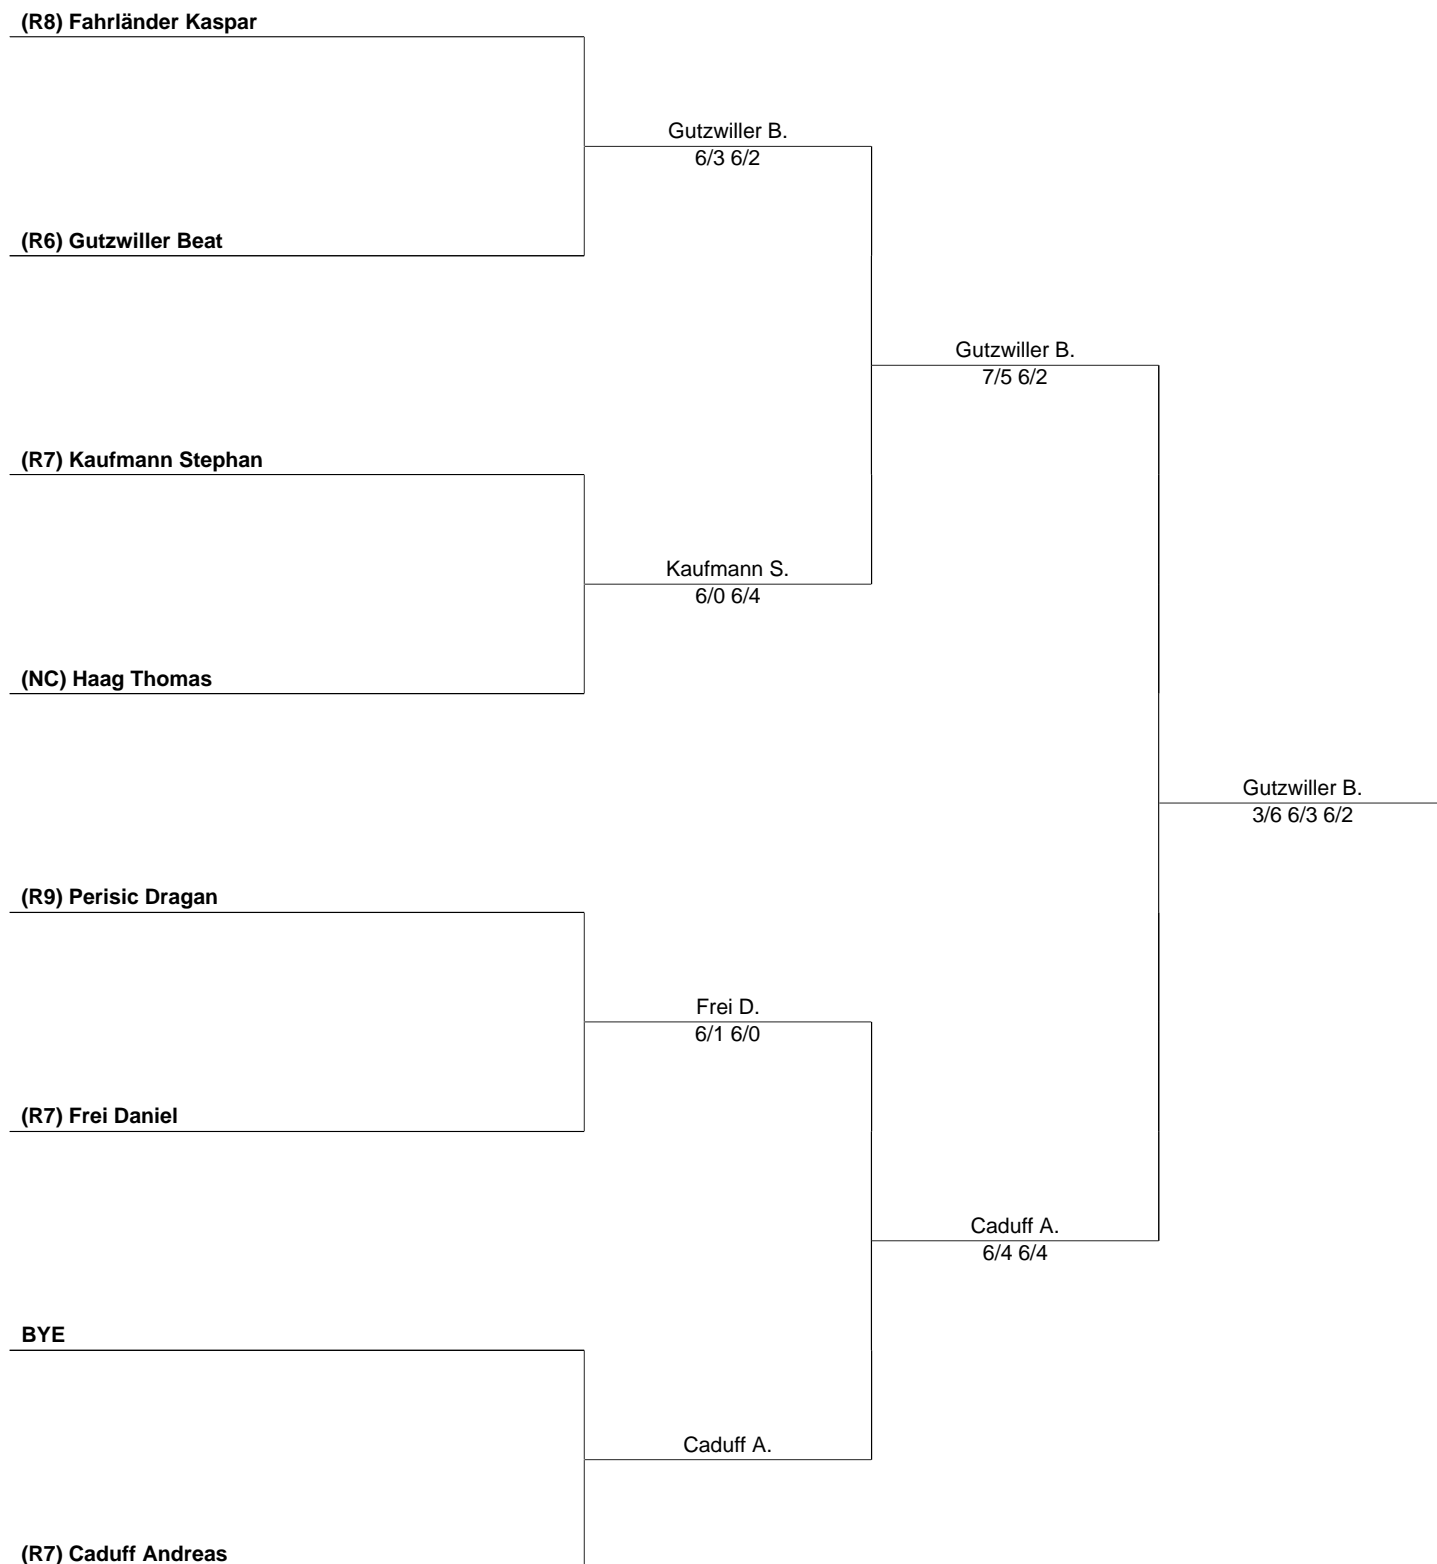 (R8) Fahrländer Kaspar
Gutzwiller B.
6/3 6/2
(R6) Gutzwiller Beat
Gutzwiller B.
7/5 6/2
(R7) Kaufmann Stephan
Kaufmann S.
6/0 6/4
(NC) Haag Thomas
Gutzwiller B.
3/6 6/3 6/2
(R9) Perisic Dragan
Frei D.
6/1 6/0
(R7) Frei Daniel
Caduff A.
6/4 6/4
BYE
Caduff A.
(R7) Caduff Andreas